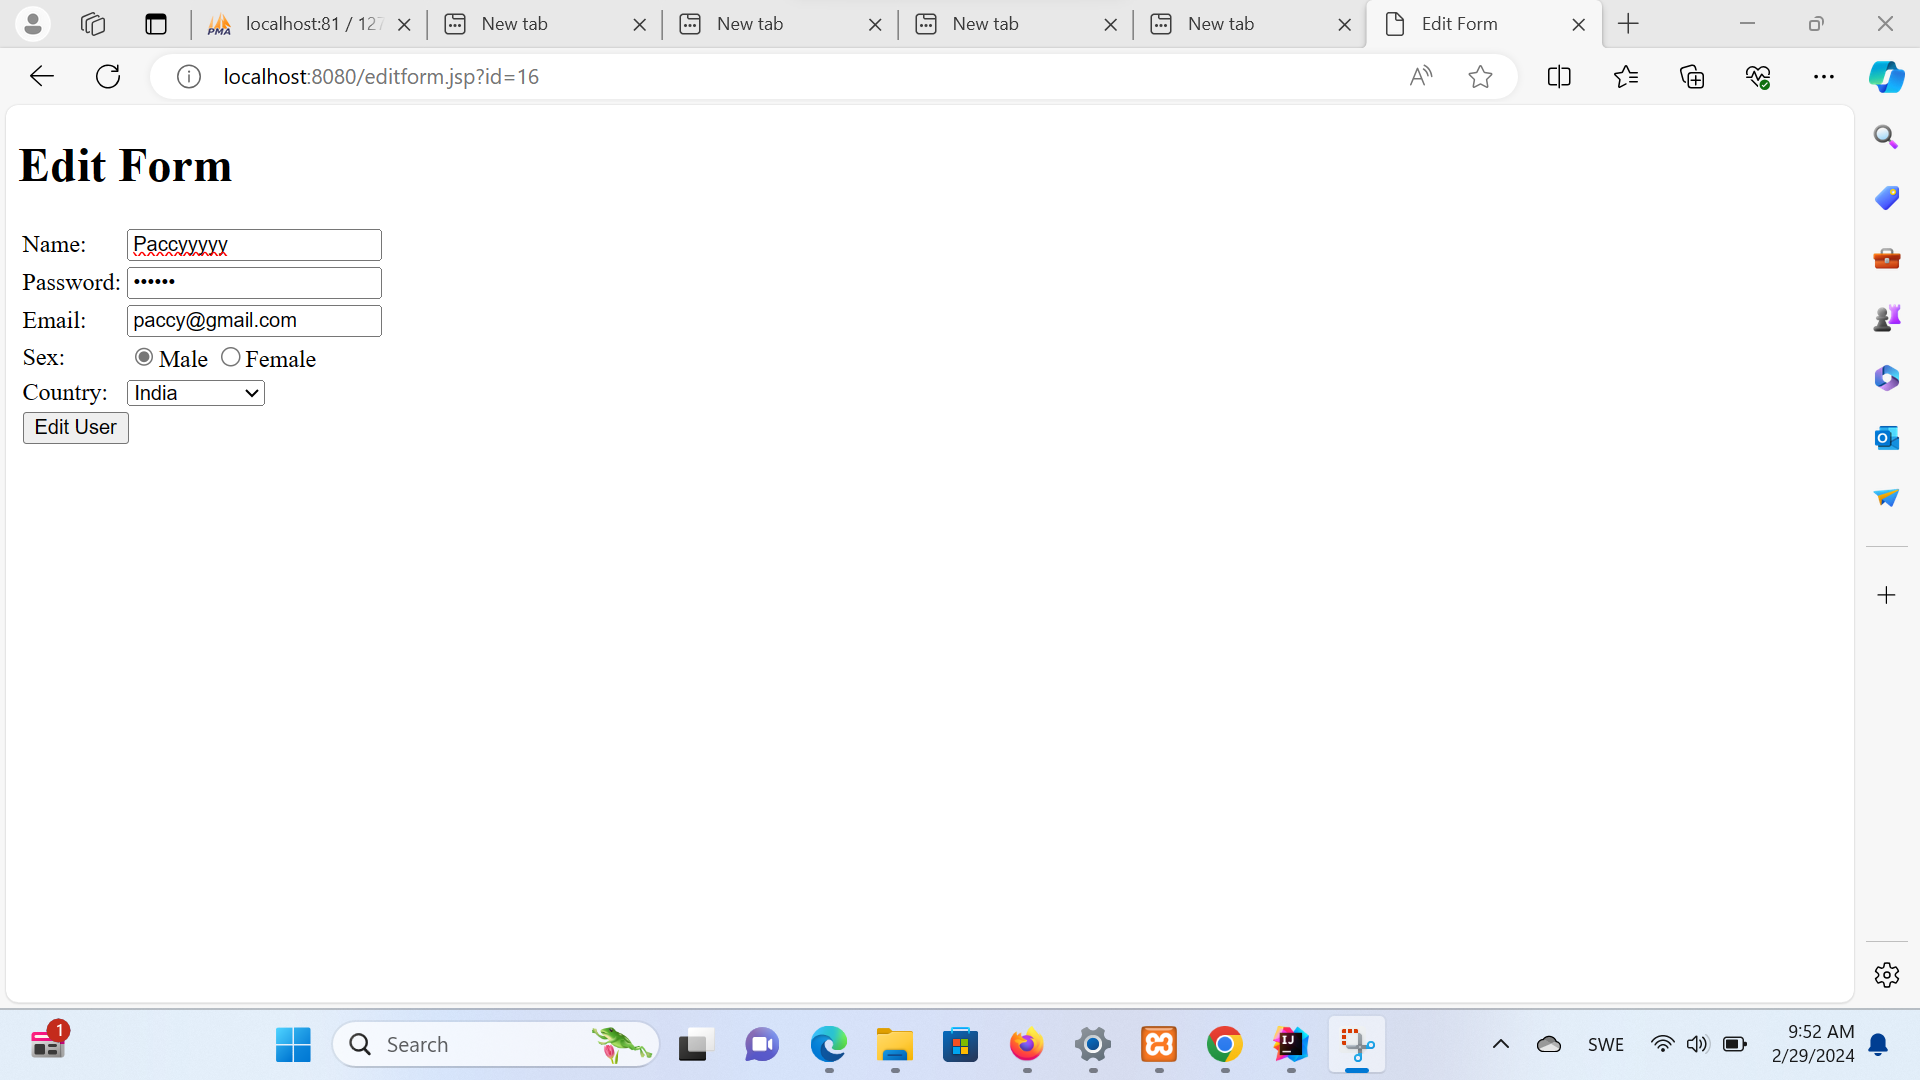 PMA localhost:81 / 127 New tab New tab New tab New tab Edit Form
localhost:8080/editform.jsp?id=16
Edit Form
Name: Paccyyyyy
Password: ••••••
Email: paccy@gmail.com
Sex: Male Female
Country: India
Edit User
1 Search SWE 9:52 AM
2/29/2024